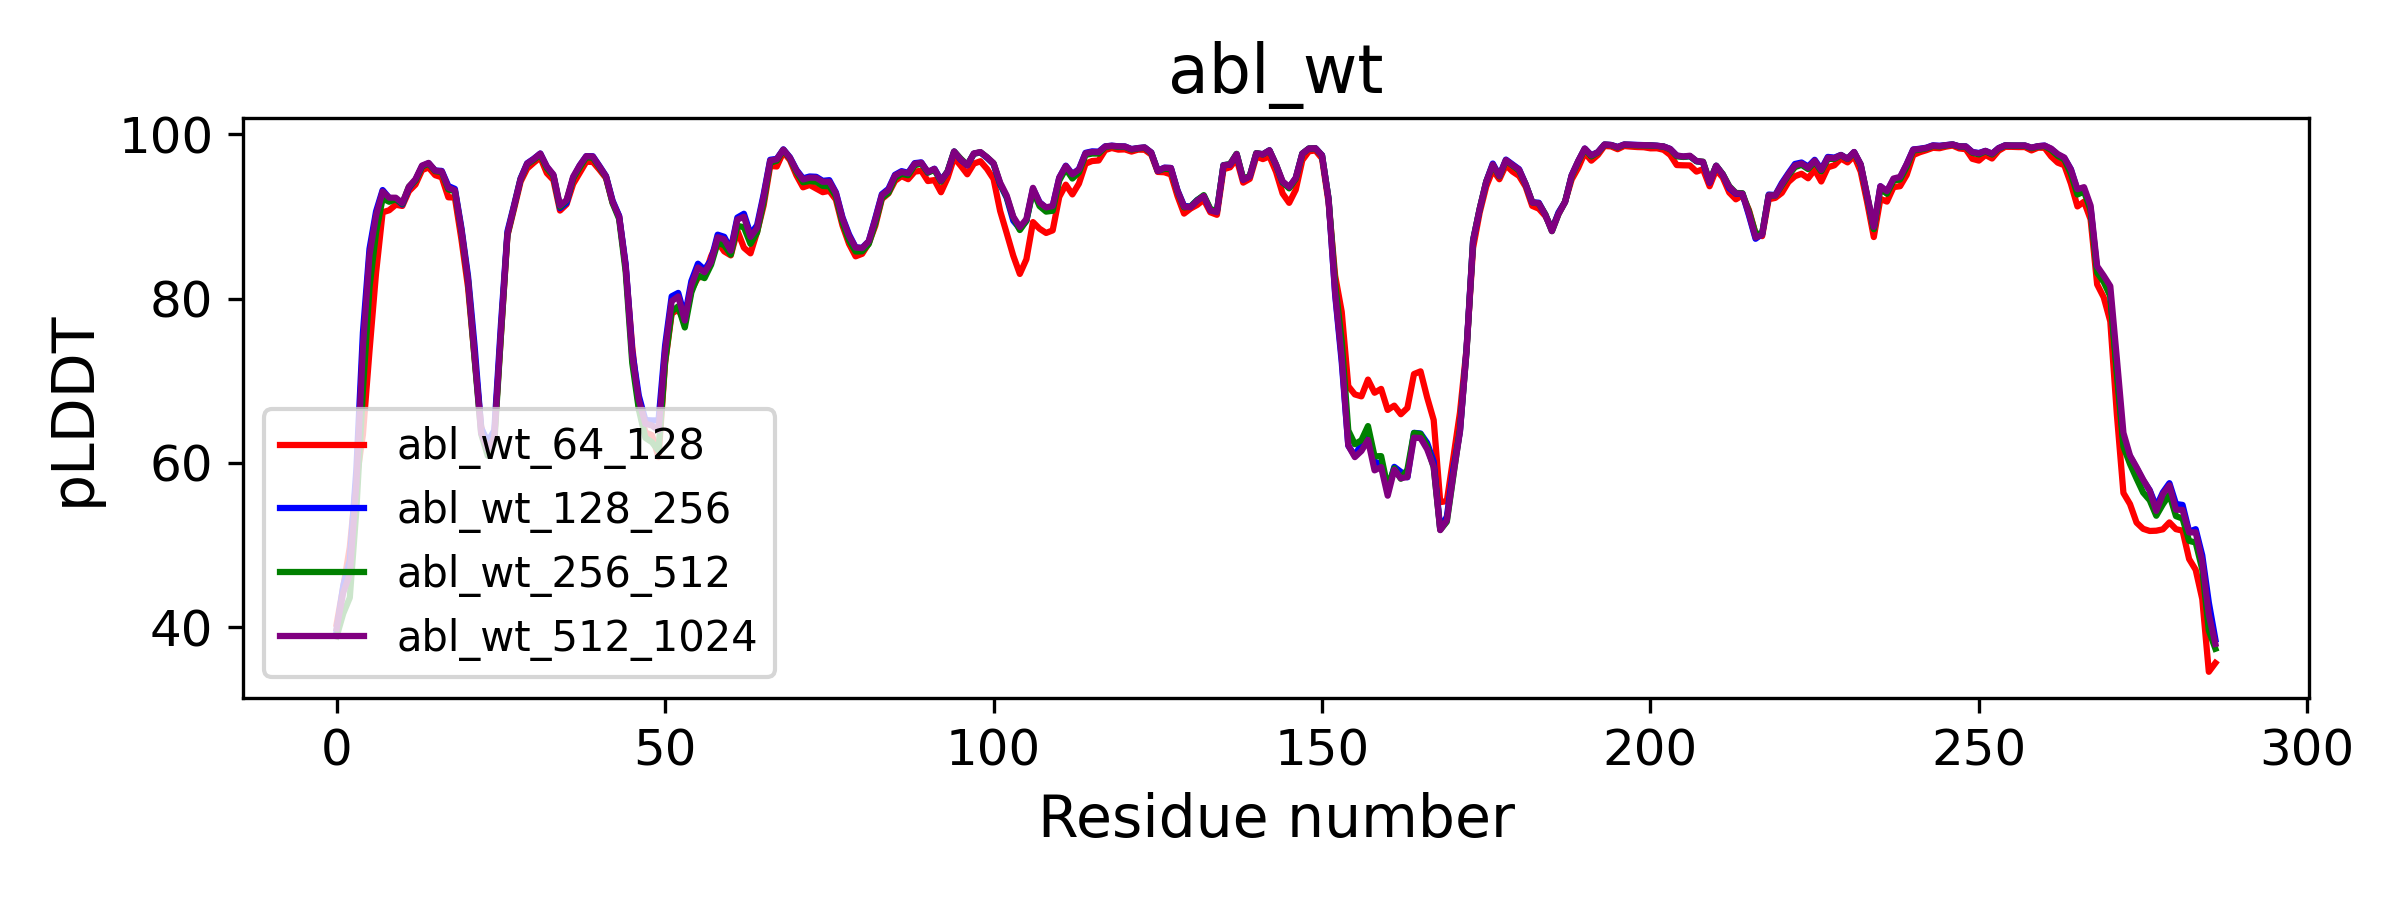 abl_wt
100
80
60
40
pLDDT
abl_wt_64_128
abl_wt_128_256
abl_wt_256_512
abl_wt_512_1024
0 50 100 150 200 250 300
Residue number